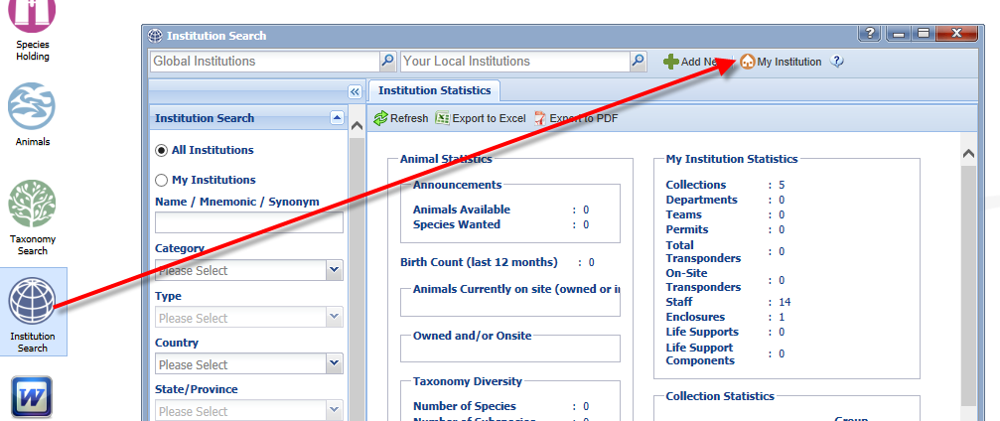 Species
Holding
Animals
Taxonomy
Search
Institution
Search
W
Institution Search
?
X
Global Institutions
Your Local Institutions
Add New
My Institution
?
Institution Search
All Institutions
My Institutions
Name / Mnemonic / Synonym
Category
Please Select
Type
Please Select
Country
Please Select
State/Province
Please Select
Institution Statistics
Refresh
Export to Excel
Export to PDF
Animal Statistics
Announcements
Animals Available : 0
Species Wanted : 0
Birth Count (last 12 months) : 0
Animals Currently on site (owned or i
Owned and/or Onsite
Taxonomy Diversity
Number of Species : 0
Number of Subspecies : 0
My Institution Statistics
Collections : 5
Departments : 0
Teams : 0
Permits : 0
Total
Transponders : 0
On-Site
Transponders : 0
Staff : 14
Enclosures : 1
Life Supports : 0
Life Support
Components : 0
Collection Statistics
Group